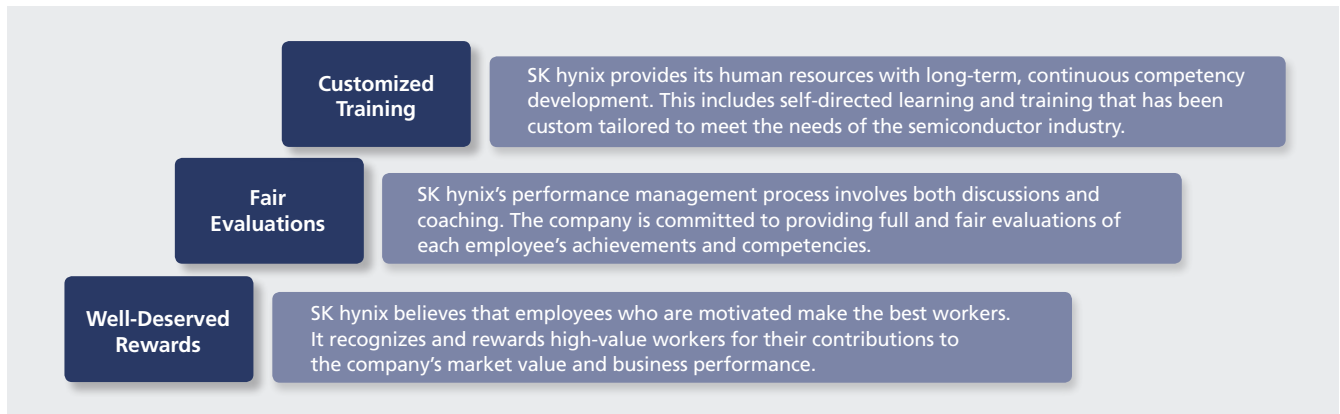 Customized
Training
SK hynix provides its human resources with long-term, continuous competency
development. This includes self-directed learning and training that has been
custom tailored to meet the needs of the semiconductor industry.
Fair
Evaluations
SK hynix’s performance management process involves both discussions and
coaching. The company is committed to providing full and fair evaluations of
each employee’s achievements and competencies.
Well-Deserved
Rewards
SK hynix believes that employees who are motivated make the best workers.
It recognizes and rewards high-value workers for their contributions to
the company’s market value and business performance.